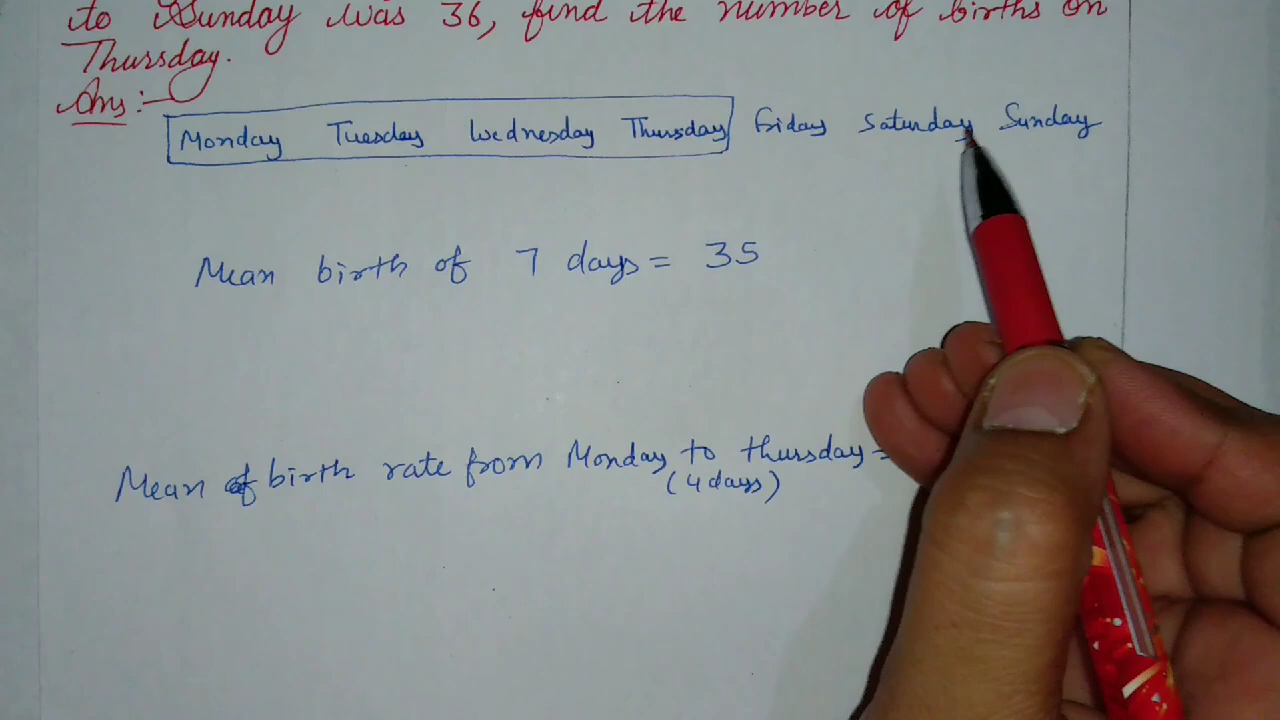 to Sunday was 36, find the number of births on
Thursday.
Ans:-
Monday Tuesday Wednesday Thursday Friday Saturday Sunday
Mean birth of 7 days = 35
Mean of birth rate from Monday to thursday =
(4 days)